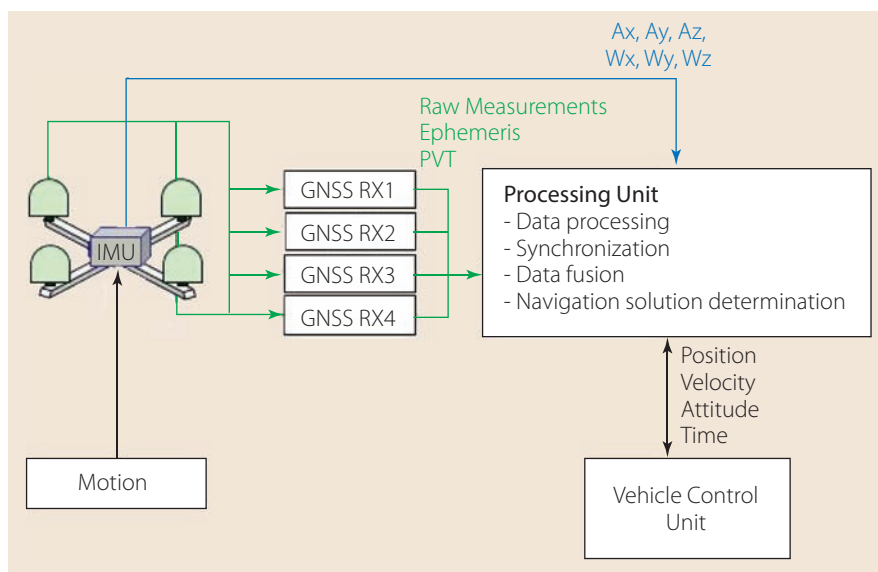 Ax, Ay, Az,
Wx, Wy, Wz
Raw Measurements
Ephemeris
PVT
IMU
GNSS RX1
GNSS RX2
GNSS RX3
GNSS RX4
Processing Unit
- Data processing
- Synchronization
- Data fusion
- Navigation solution determination
Position
Velocity
Attitude
Time
Motion
Vehicle Control
Unit